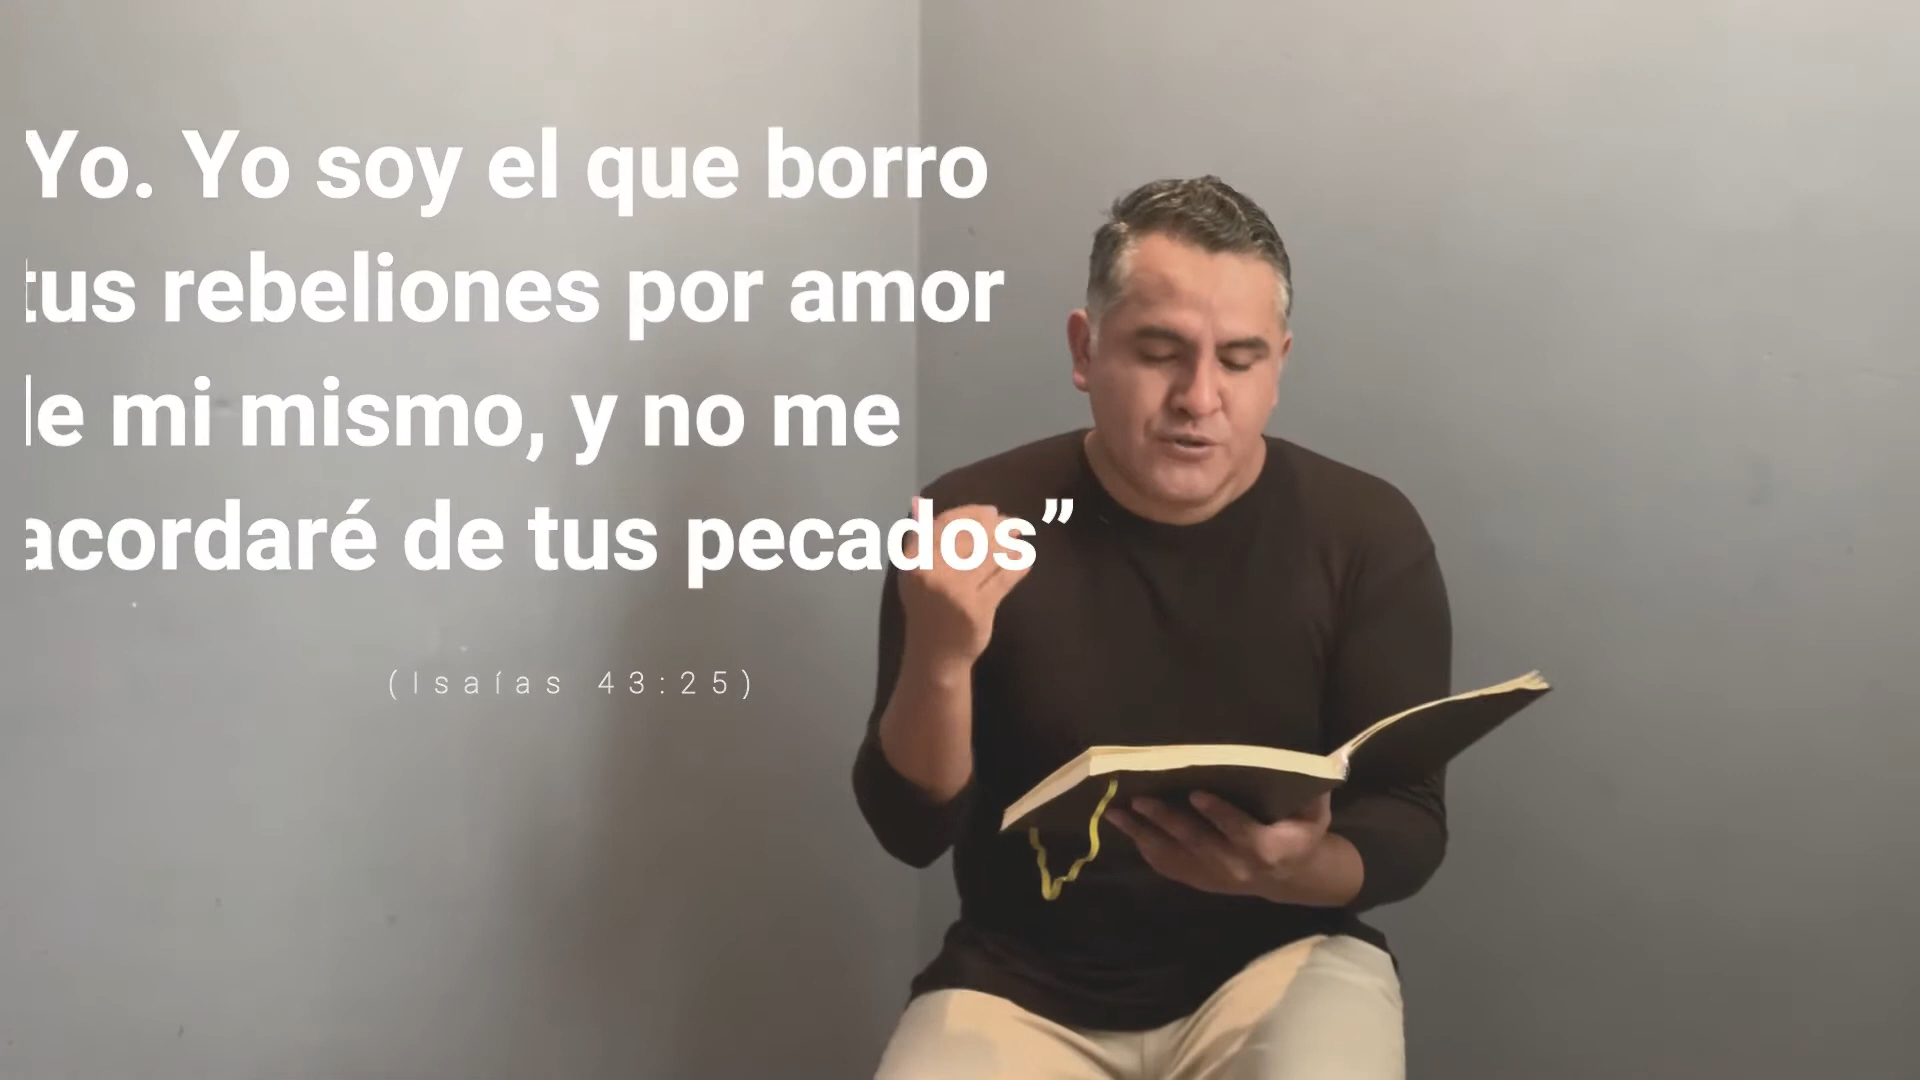 Yo. Yo soy el que borro
tus rebeliones por amor
de mi mismo, y no me
acordaré de tus pecados”
(Isaías 43:25)